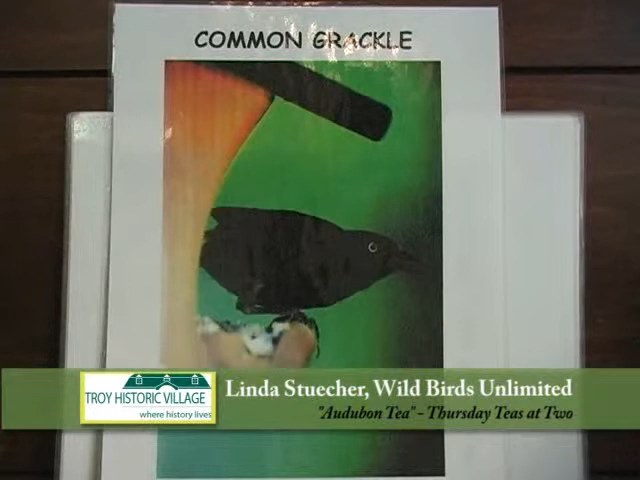 COMMON GRACKLE
TROY HISTORIC VILLAGE
where history lives
Linda Stuecher, Wild Birds Unlimited
"Audubon Tea" - Thursday Teas at Two